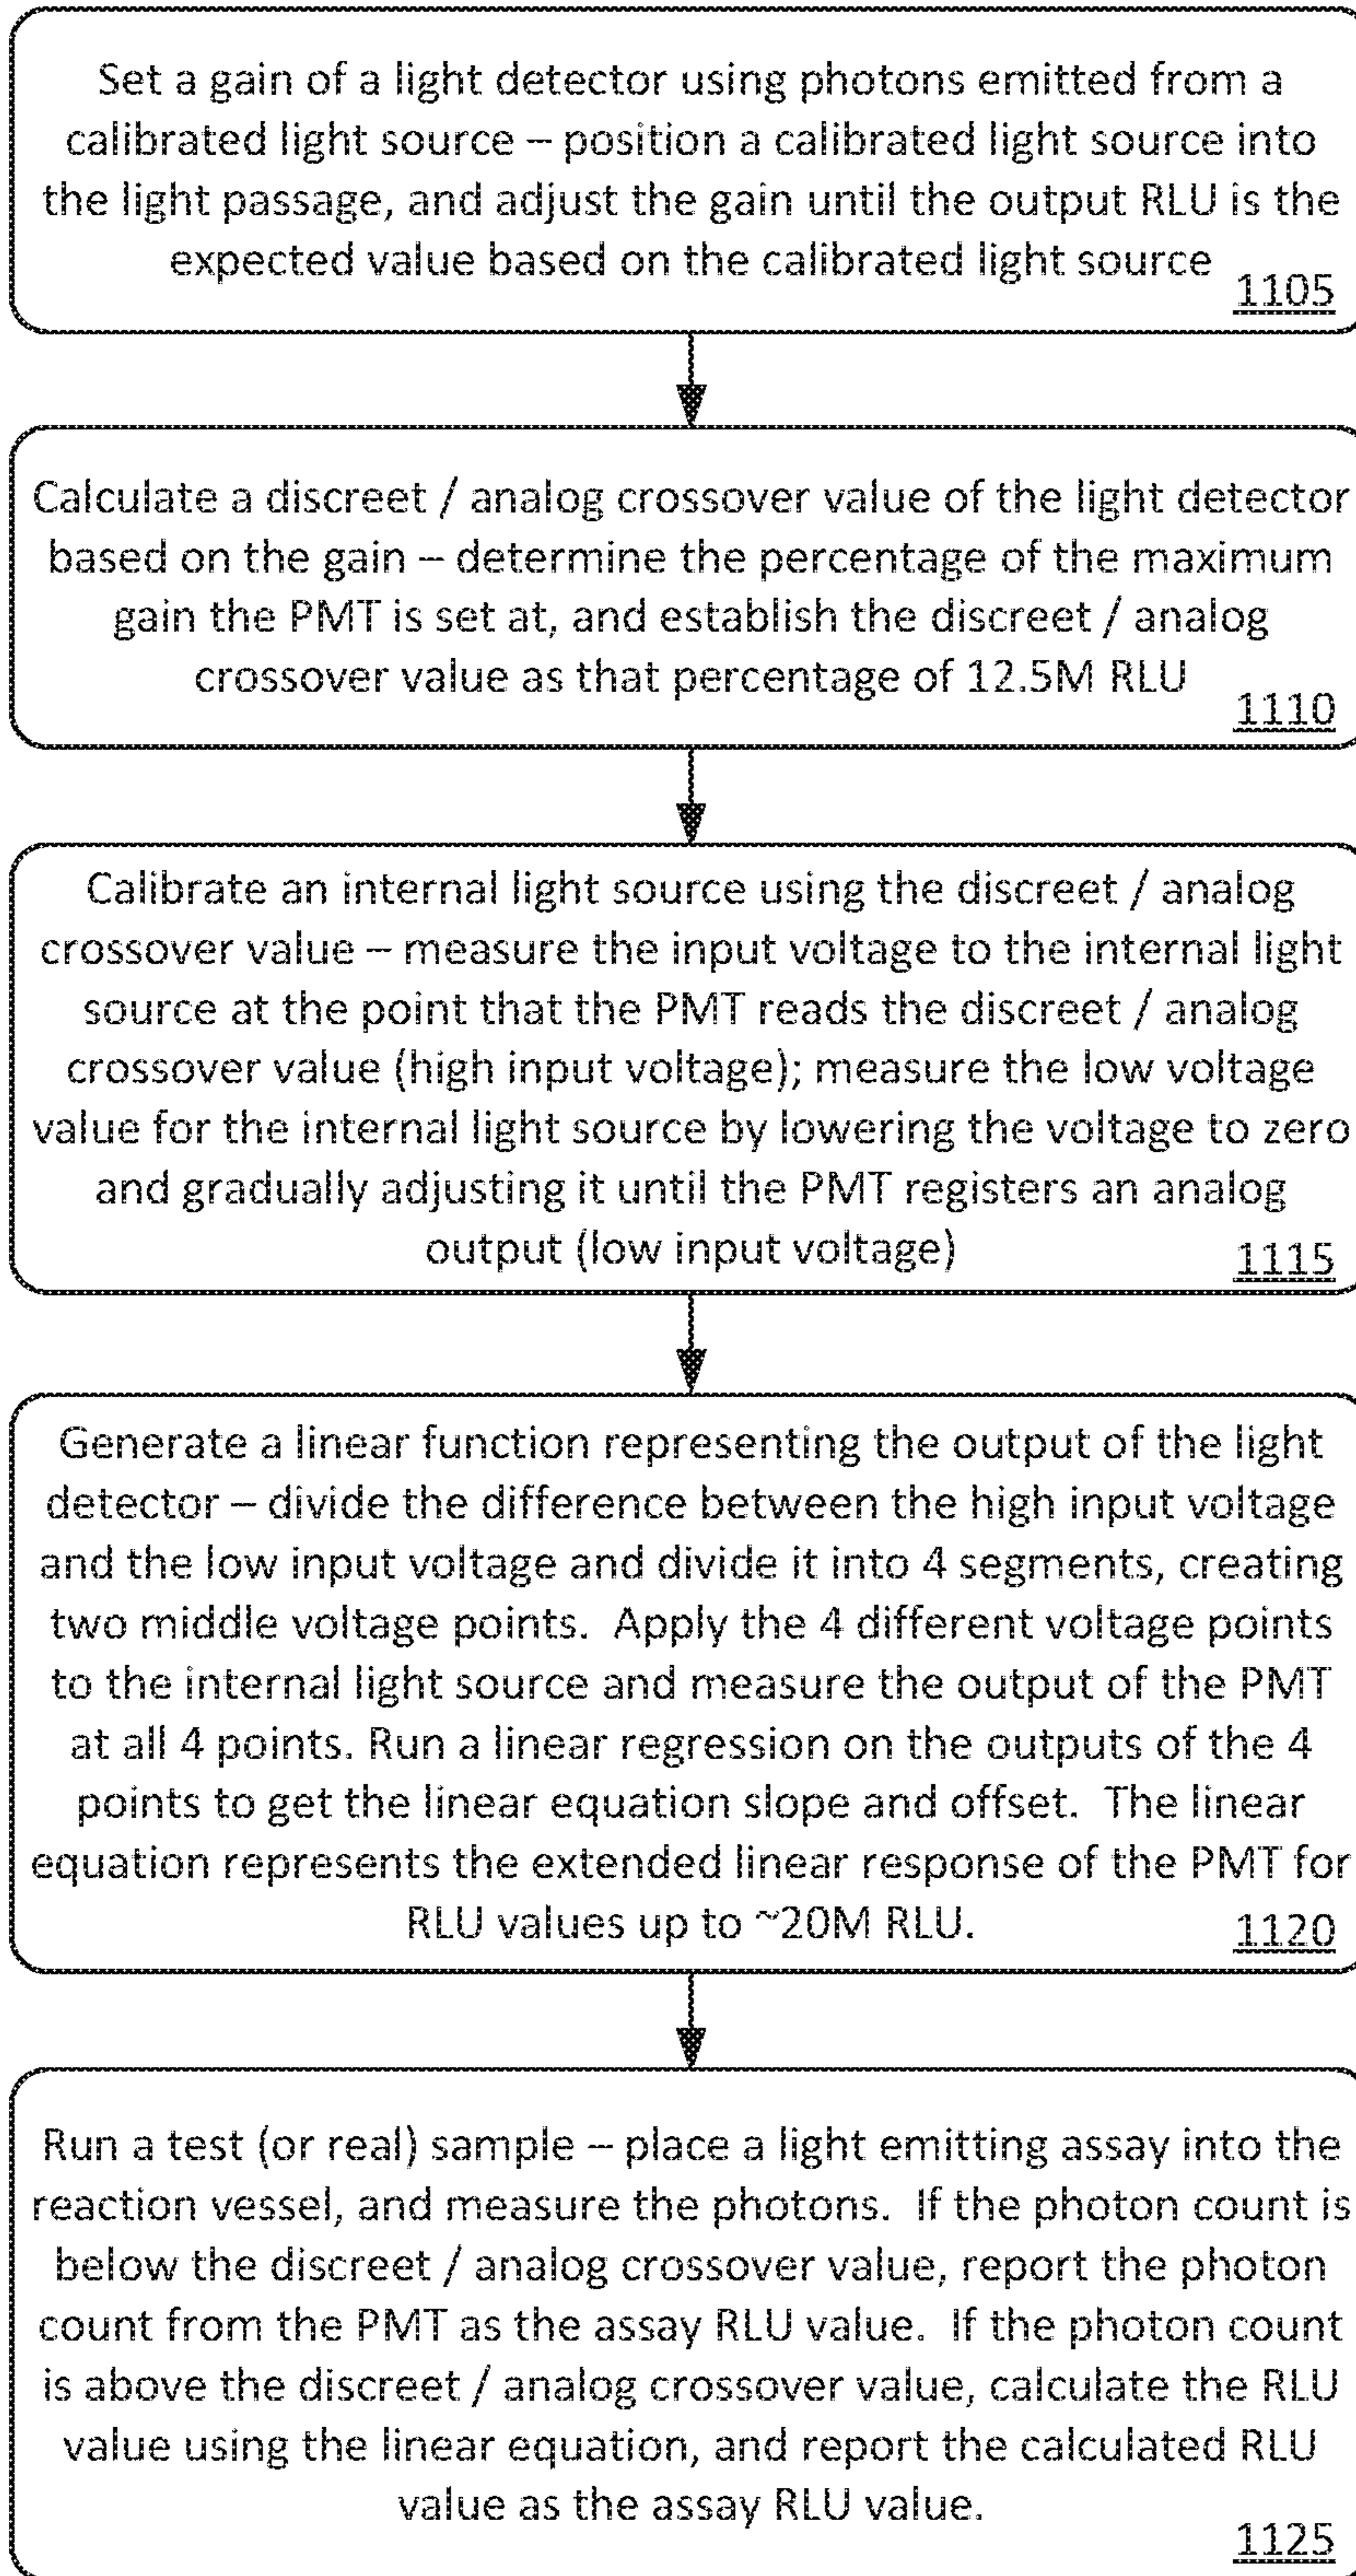 Set a gain of a light detector using photons emitted from a
calibrated light source – position a calibrated light source into
the light passage, and adjust the gain until the output RLU is the
expected value based on the calibrated light source
1105
Calculate a discreet / analog crossover value of the light detector
based on the gain – determine the percentage of the maximum
gain the PMT is set at, and establish the discreet / analog
crossover value as that percentage of 12.5M RLU
1110
Calibrate an internal light source using the discreet / analog
crossover value – measure the input voltage to the internal light
source at the point that the PMT reads the discreet / analog
crossover value (high input voltage); measure the low voltage
value for the internal light source by lowering the voltage to zero
and gradually adjusting it until the PMT registers an analog
output (low input voltage)
1115
Generate a linear function representing the output of the light
detector – divide the difference between the high input voltage
and the low input voltage and divide it into 4 segments, creating
two middle voltage points.  Apply the 4 different voltage points
to the internal light source and measure the output of the PMT
at all 4 points. Run a linear regression on the outputs of the 4
points to get the linear equation slope and offset.  The linear
equation represents the extended linear response of the PMT for
RLU values up to ~20M RLU.
1120
Run a test (or real) sample – place a light emitting assay into the
reaction vessel, and measure the photons.  If the photon count is
below the discreet / analog crossover value, report the photon
count from the PMT as the assay RLU value.  If the photon count
is above the discreet / analog crossover value, calculate the RLU
value using the linear equation, and report the calculated RLU
value as the assay RLU value.
1125